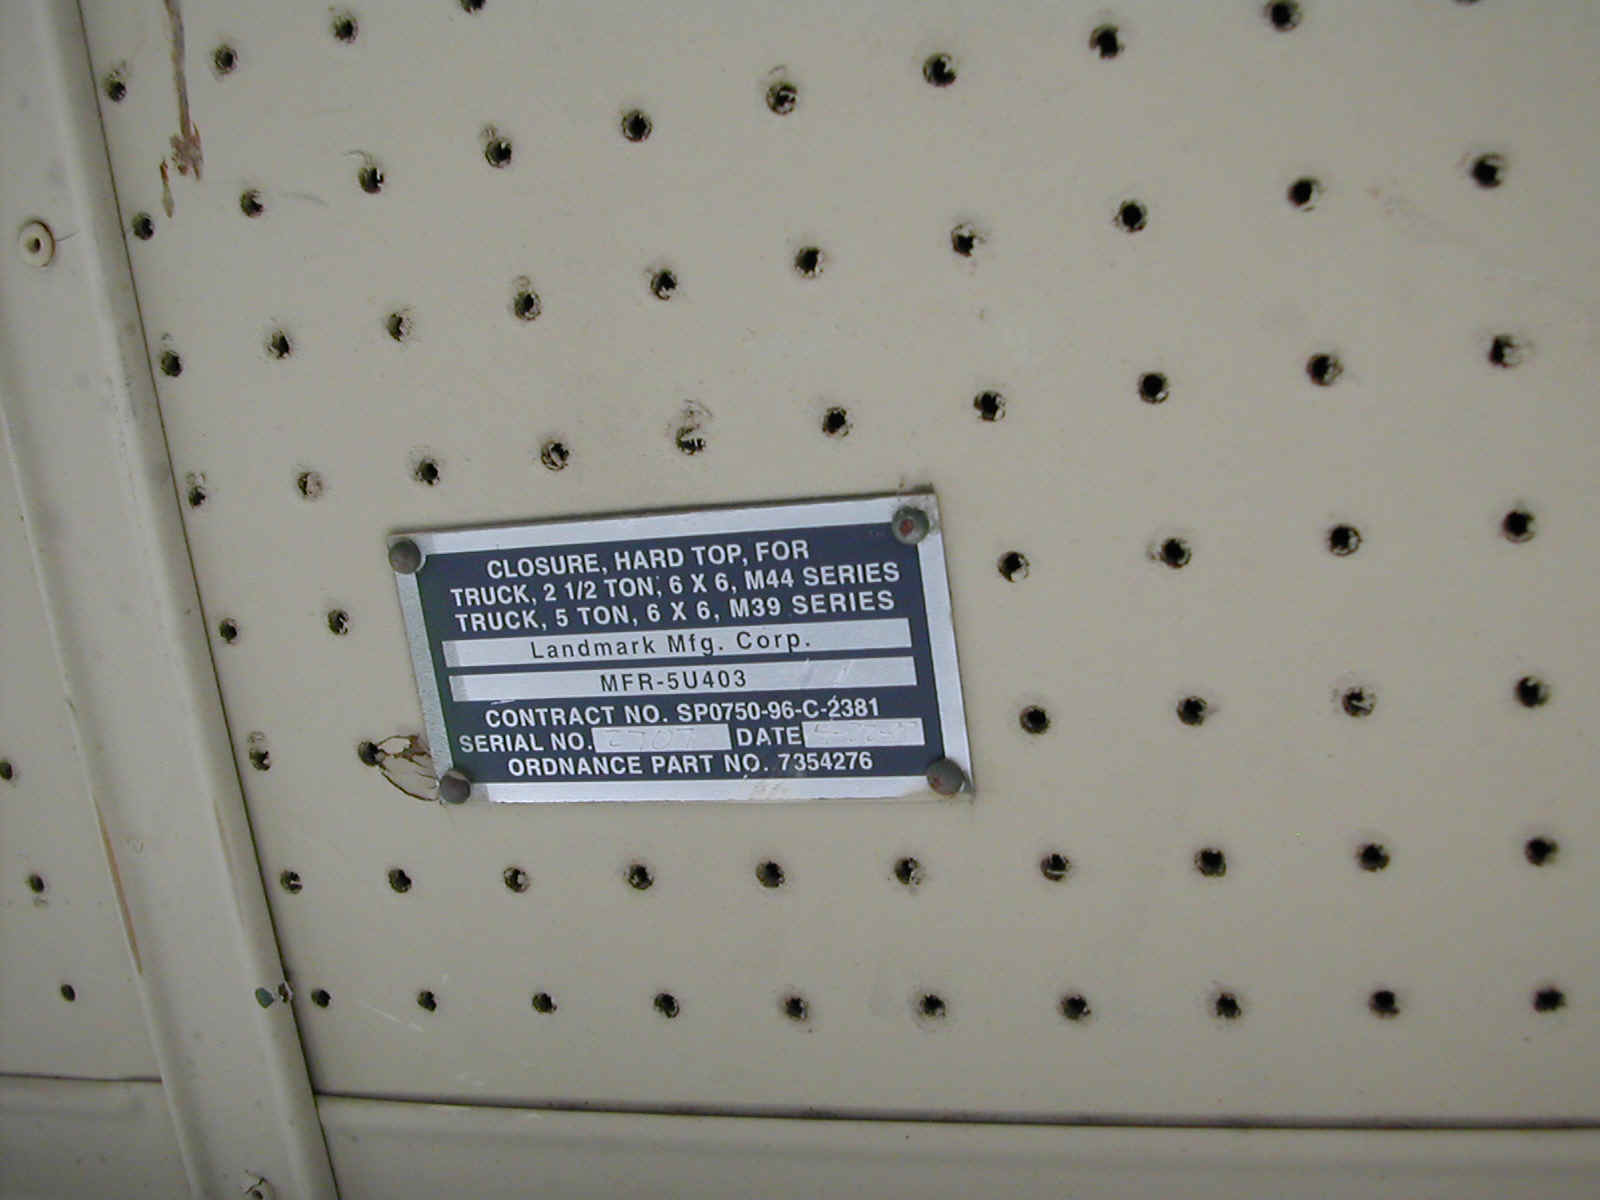 CLOSURE, HARD TOP, FOR
TRUCK, 2 1/2 TON, 6 X 6, M44 SERIES
TRUCK, 5 TON, 6 X 6, M39 SERIES
Landmark Mfg. Corp.
MFR-5U403
CONTRACT NO. SP0750-96-C-2381
SERIAL NO. DATE
ORDNANCE PART NO. 7354276